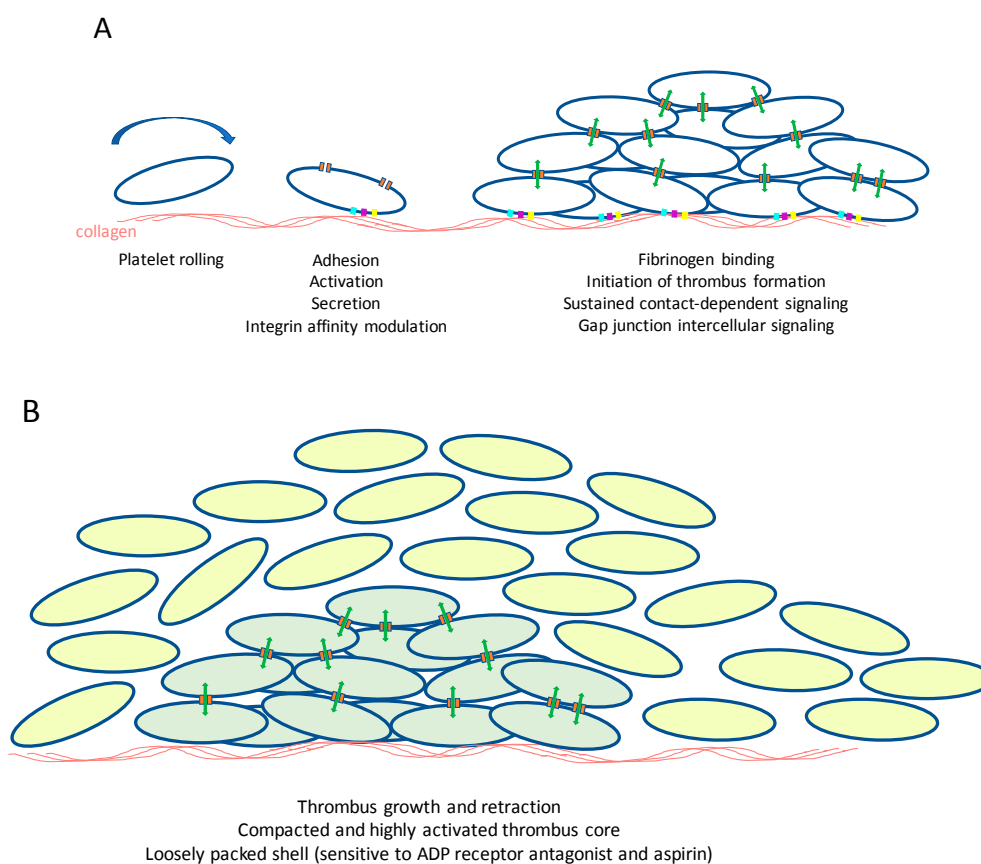 A
collagen
Platelet rolling
Adhesion
Activation
Secretion
Integrin affinity modulation
Fibrinogen binding
Initiation of thrombus formation
Sustained contact-dependent signaling
Gap junction intercellular signaling
B
Thrombus growth and retraction
Compacted and highly activated thrombus core
Loosely packed shell (sensitive to ADP receptor antagonist and aspirin)